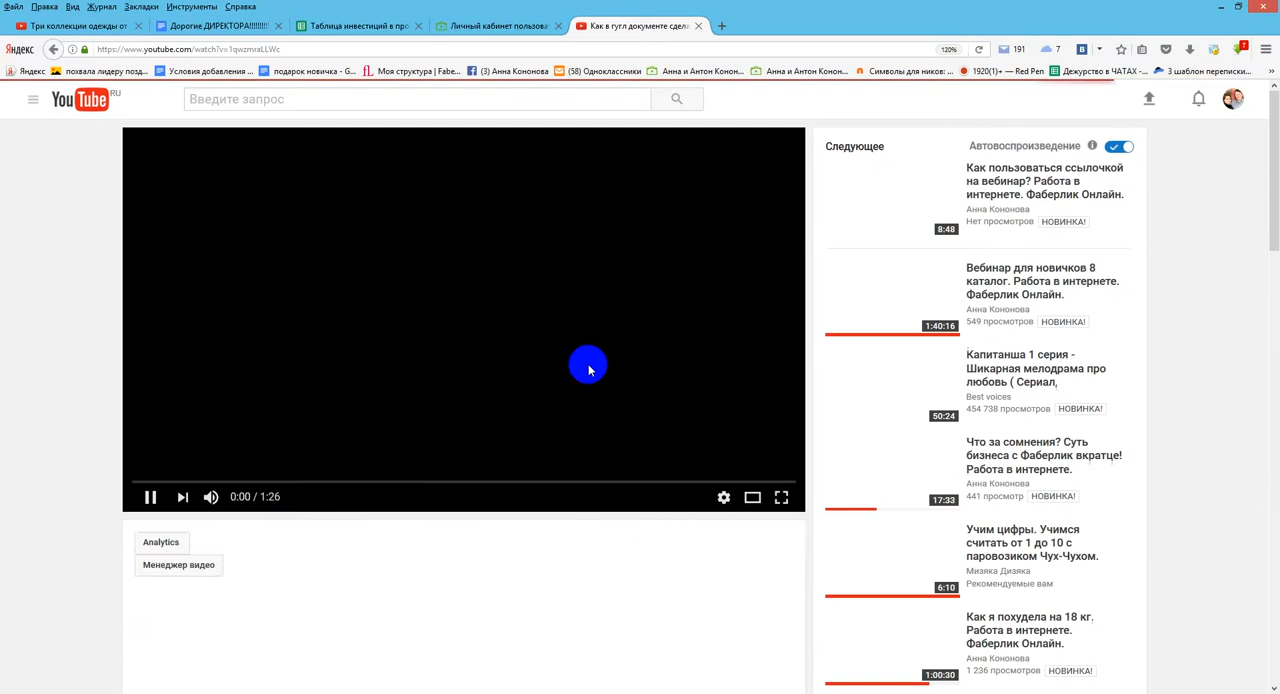 Файл Правка Вид Журнал Закладки Инструменты Справка
Три коллекции одежды от
Дорогие ДИРЕКТОРА!!!!!!!!!
Таблица инвестиций в про
Личный кабинет пользова
Как в гугл документе сдела
Яндекс
https://www.youtube.com/watch?v=1qwzmraLLWc
120%
191
7
В
7
Яндекс
похвала лидеру позд...
Условия добавления ...
подарок новичка - G...
Моя структура | Fabe...
(3) Анна Кононова
(58) Одноклассники
Анна и Антон Конон...
Анна и Антон Конон...
Символы для ников: ...
1920(1)+ — Red Pen
Дежурство в ЧАТАХ -...
3 шаблон переписки...
YouTube RU
Введите запрос
Следующее
Автовоспроизведение
Как пользоваться ссылочкой
на вебинар? Работа в
интернете. Фаберлик Онлайн.
Анна Кононова
Нет просмотров НОВИНКА!
8:48
Вебинар для новичков 8
каталог. Работа в интернете.
Фаберлик Онлайн.
Анна Кононова
549 просмотров НОВИНКА!
1:40:16
Капитанша 1 серия -
Шикарная мелодрама про
любовь ( Сериал,
Best voices
454 738 просмотров НОВИНКА!
50:24
Что за сомнения? Суть
бизнеса с Фаберлик вкратце!
Работа в интернете.
Анна Кононова
441 просмотр НОВИНКА!
17:33
Учим цифры. Учимся
считать от 1 до 10 с
паровозиком Чух-Чухом.
Мизяка Дизяка
Рекомендуемые вам
6:10
Как я похудела на 18 кг.
Работа в интернете.
Фаберлик Онлайн.
Анна Кононова
1 236 просмотров НОВИНКА!
1:00:30
0:00 / 1:26
Analytics
Менеджер видео